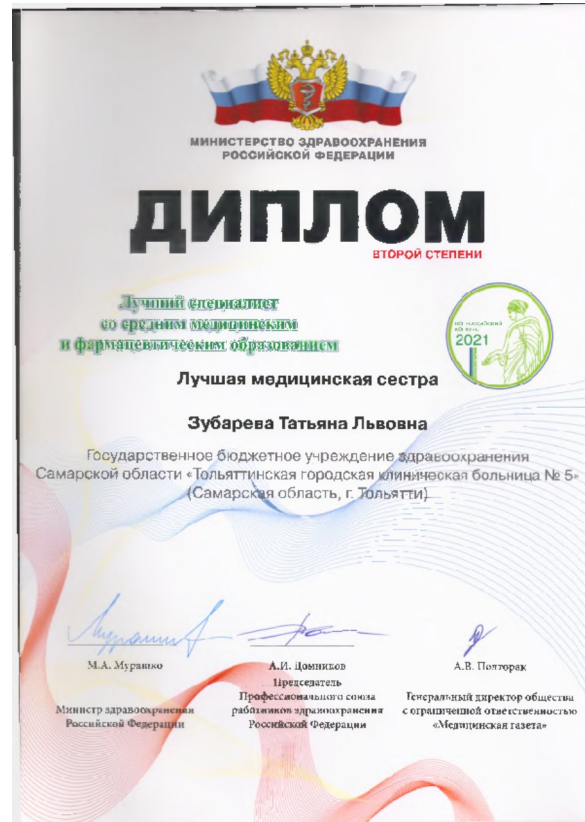 МИНИСТЕРСТВО ЗДРАВООХРАНЕНИЯ
РОССИЙСКОЙ ФЕДЕРАЦИИ
ДИПЛОМ
ВТОРОЙ СТЕПЕНИ
Лучший специалист
со средним медицинским
и фармацевтическим образованием
2021
Лучшая медицинская сестра
Зубарева Татьяна Львовна
Государственное бюджетное учреждение здравоохранения
Самарской области «Тольяттинская городская клиническая больница № 5»
(Самарская область, г. Тольятти)
М.А. Мурашко
Министр здравоохранения
Российской Федерации
А.И. Домников
Председатель
Профессионального союза
работников здравоохранения
Российской Федерации
А.В. Полторак
Генеральный директор общества
с ограниченной ответственностью
«Медицинская газета»